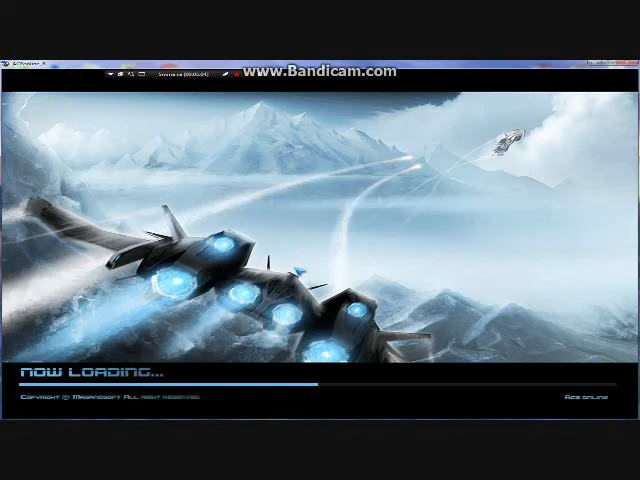 www.Bandicam.com
NOW LOADING...
Copyright © Masangsoft All right reserved.
Ace online